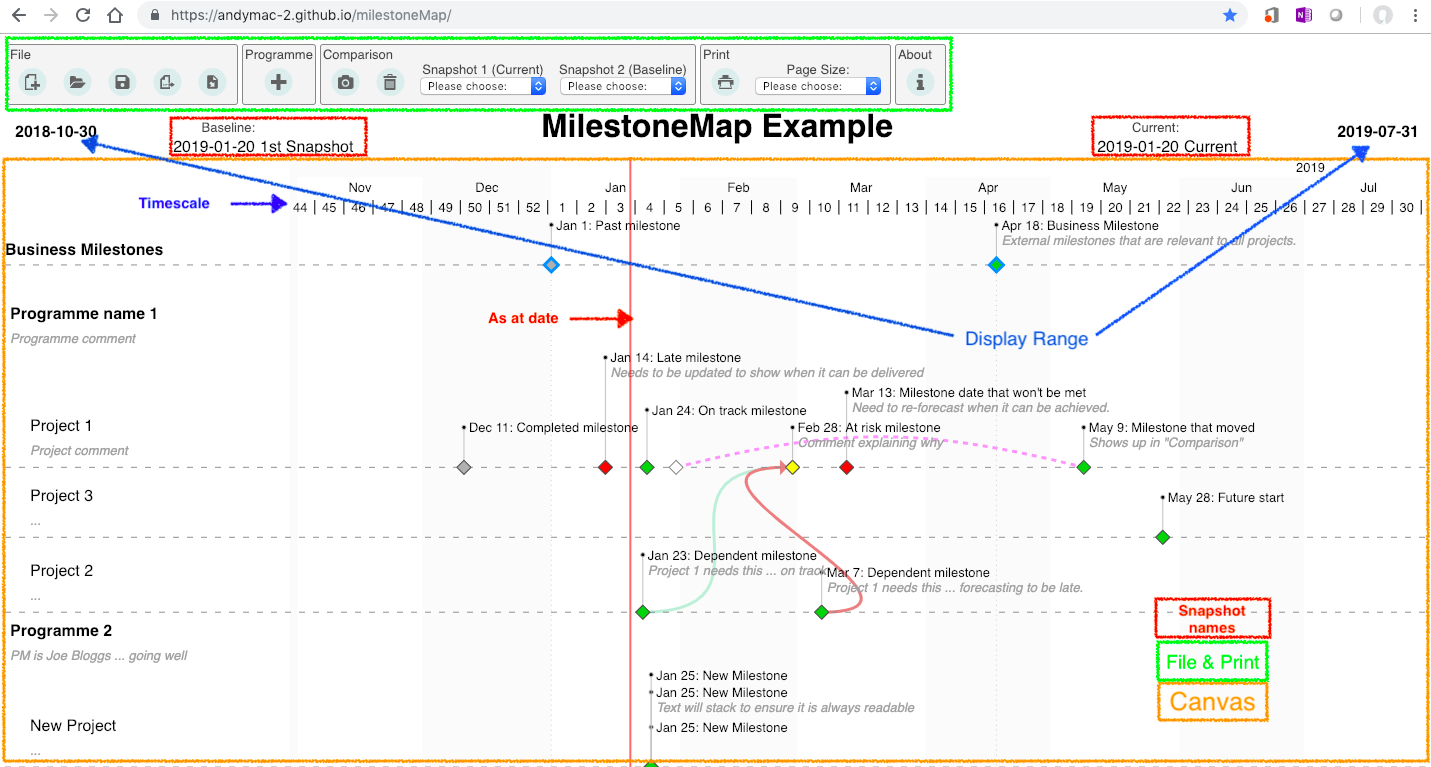 https://andymac-2.github.io/milestoneMap/
File
Programme
Comparison
Snapshot 1 (Current)
Please choose:
Snapshot 2 (Baseline)
Please choose:
Print
Page Size:
Please choose:
About
2018-10-30
Baseline:
2019-01-20 1st Snapshot
MilestoneMap Example
Current:
2019-01-20 Current
2019-07-31
2019
Nov Dec Jan Feb Mar Apr May Jun Jul
Timescale
44 | 45 | 46 | 47 | 48 | 49 | 50 | 51 | 52 | 1 | 2 | 3 | 4 | 5 | 6 | 7 | 8 | 9 | 10 | 11 | 12 | 13 | 14 | 15 | 16 | 17 | 18 | 19 | 20 | 21 | 22 | 23 | 24 | 25 | 26 | 27 | 28 | 29 | 30 |
Jan 1: Past milestone
Apr 18: Business Milestone
External milestones that are relevant to all projects.
Business Milestones
Programme name 1
Programme comment
As at date
Display Range
Jan 14: Late milestone
Needs to be updated to show when it can be delivered
Mar 13: Milestone date that won't be met
Need to re-forecast when it can be achieved.
Jan 24: On track milestone
Project 1
Project comment
Dec 11: Completed milestone
Feb 28: At risk milestone
Comment explaining why
May 9: Milestone that moved
Shows up in "Comparison"
Project 3
...
May 28: Future start
Project 2
...
Jan 23: Dependent milestone
Project 1 needs this ... on track
Mar 7: Dependent milestone
Project 1 needs this ... forecasting to be late.
Snapshot
names
File & Print
Canvas
Programme 2
PM is Joe Bloggs ... going well
Jan 25: New Milestone
Jan 25: New Milestone
Text will stack to ensure it is always readable
Jan 25: New Milestone
New Project
...